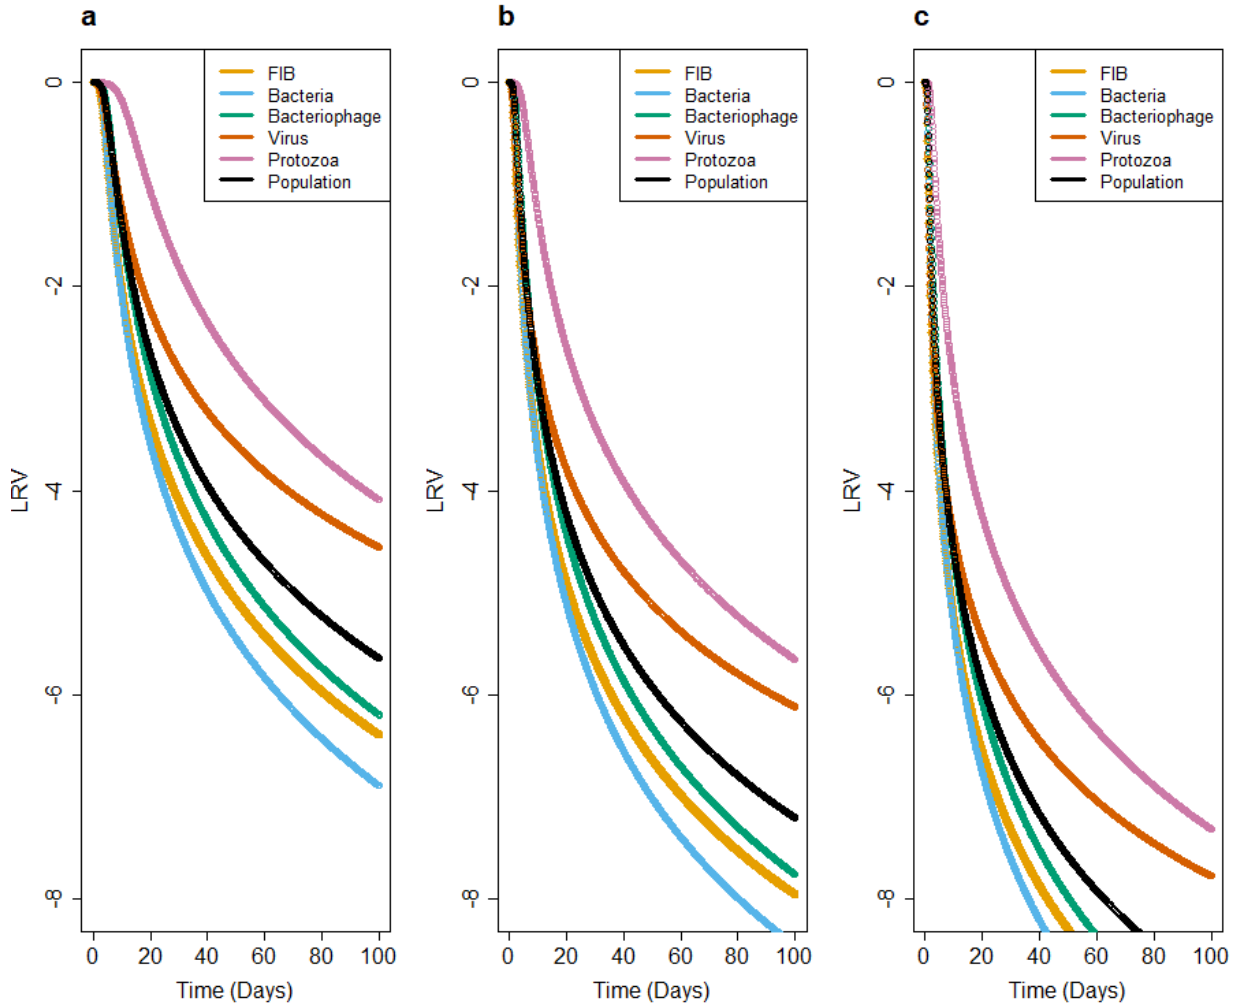 a
FIB
Bacteria
Bacteriophage
Virus
Protozoa
Population
0
-2
-4
-6
-8
LRV
0 20 40 60 80 100
Time (Days)
b
FIB
Bacteria
Bacteriophage
Virus
Protozoa
Population
0
-2
-4
-6
-8
LRV
0 20 40 60 80 100
Time (Days)
c
FIB
Bacteria
Bacteriophage
Virus
Protozoa
Population
0
-2
-4
-6
-8
LRV
0 20 40 60 80 100
Time (Days)